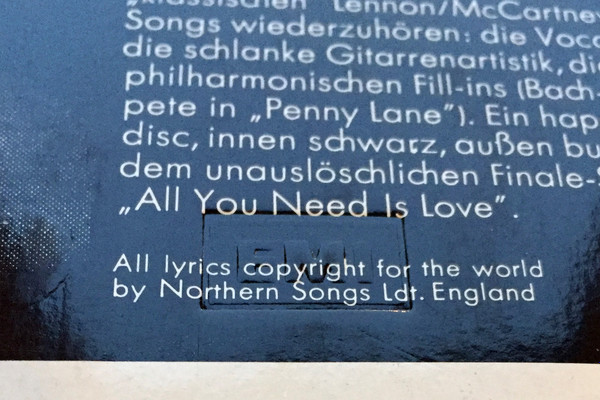 „klassischen" Lennon/McCartney
Songs wiederzuhören: die Voca
die schlanke Gitarrenartistik, die
philharmonischen Fill-ins (Bach-
pete in „Penny Lane"). Ein hap
disc, innen schwarz, außen bu
dem unauslöschlichen Finale-S
„All You Need Is Love".
All lyrics copyright for the world
by Northern Songs Ldt. England
EMI